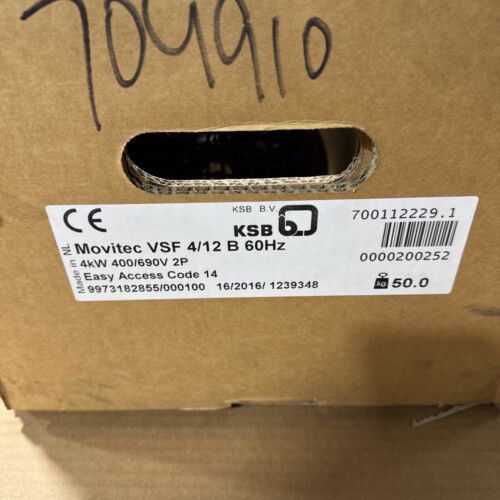 704910
KSB B.V.
CE
KSB
700112229.1
Made in NL
Movitec VSF 4/12 B 60Hz
4kW 400/690V 2P
0000200252
Easy Access Code 14
9973182855/000100 16/2016/ 1239348
kg 50.0